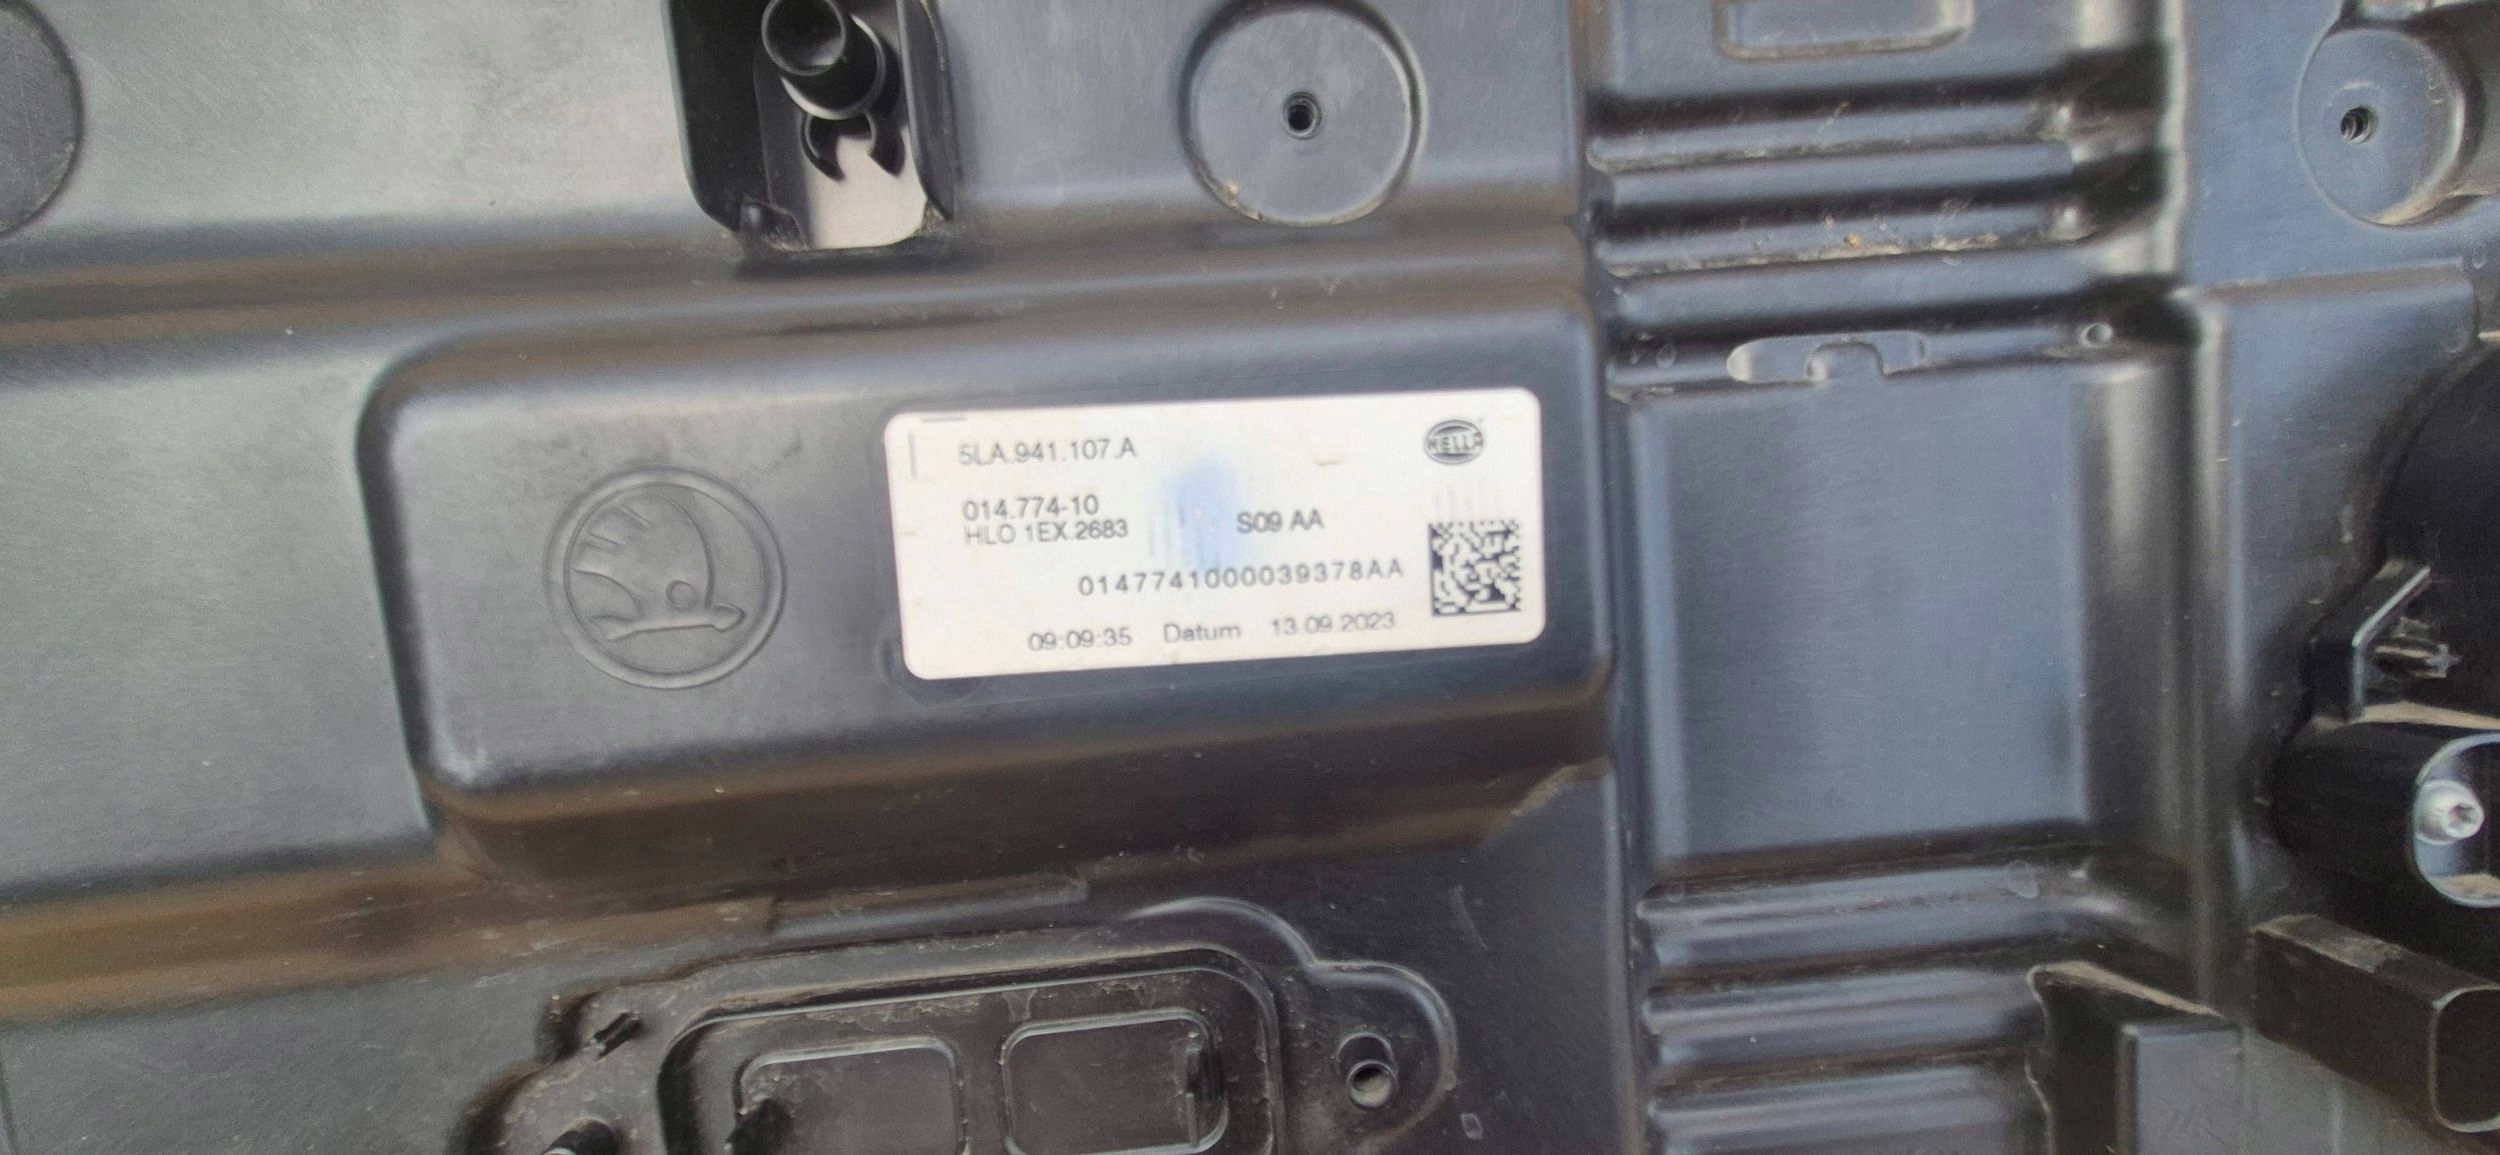 5LA.941.107.A
HELLA
014.774-10
HLO 1EX.2683
S09 AA
0147741000039378AA
09:09:35 Datum 13.09.2023